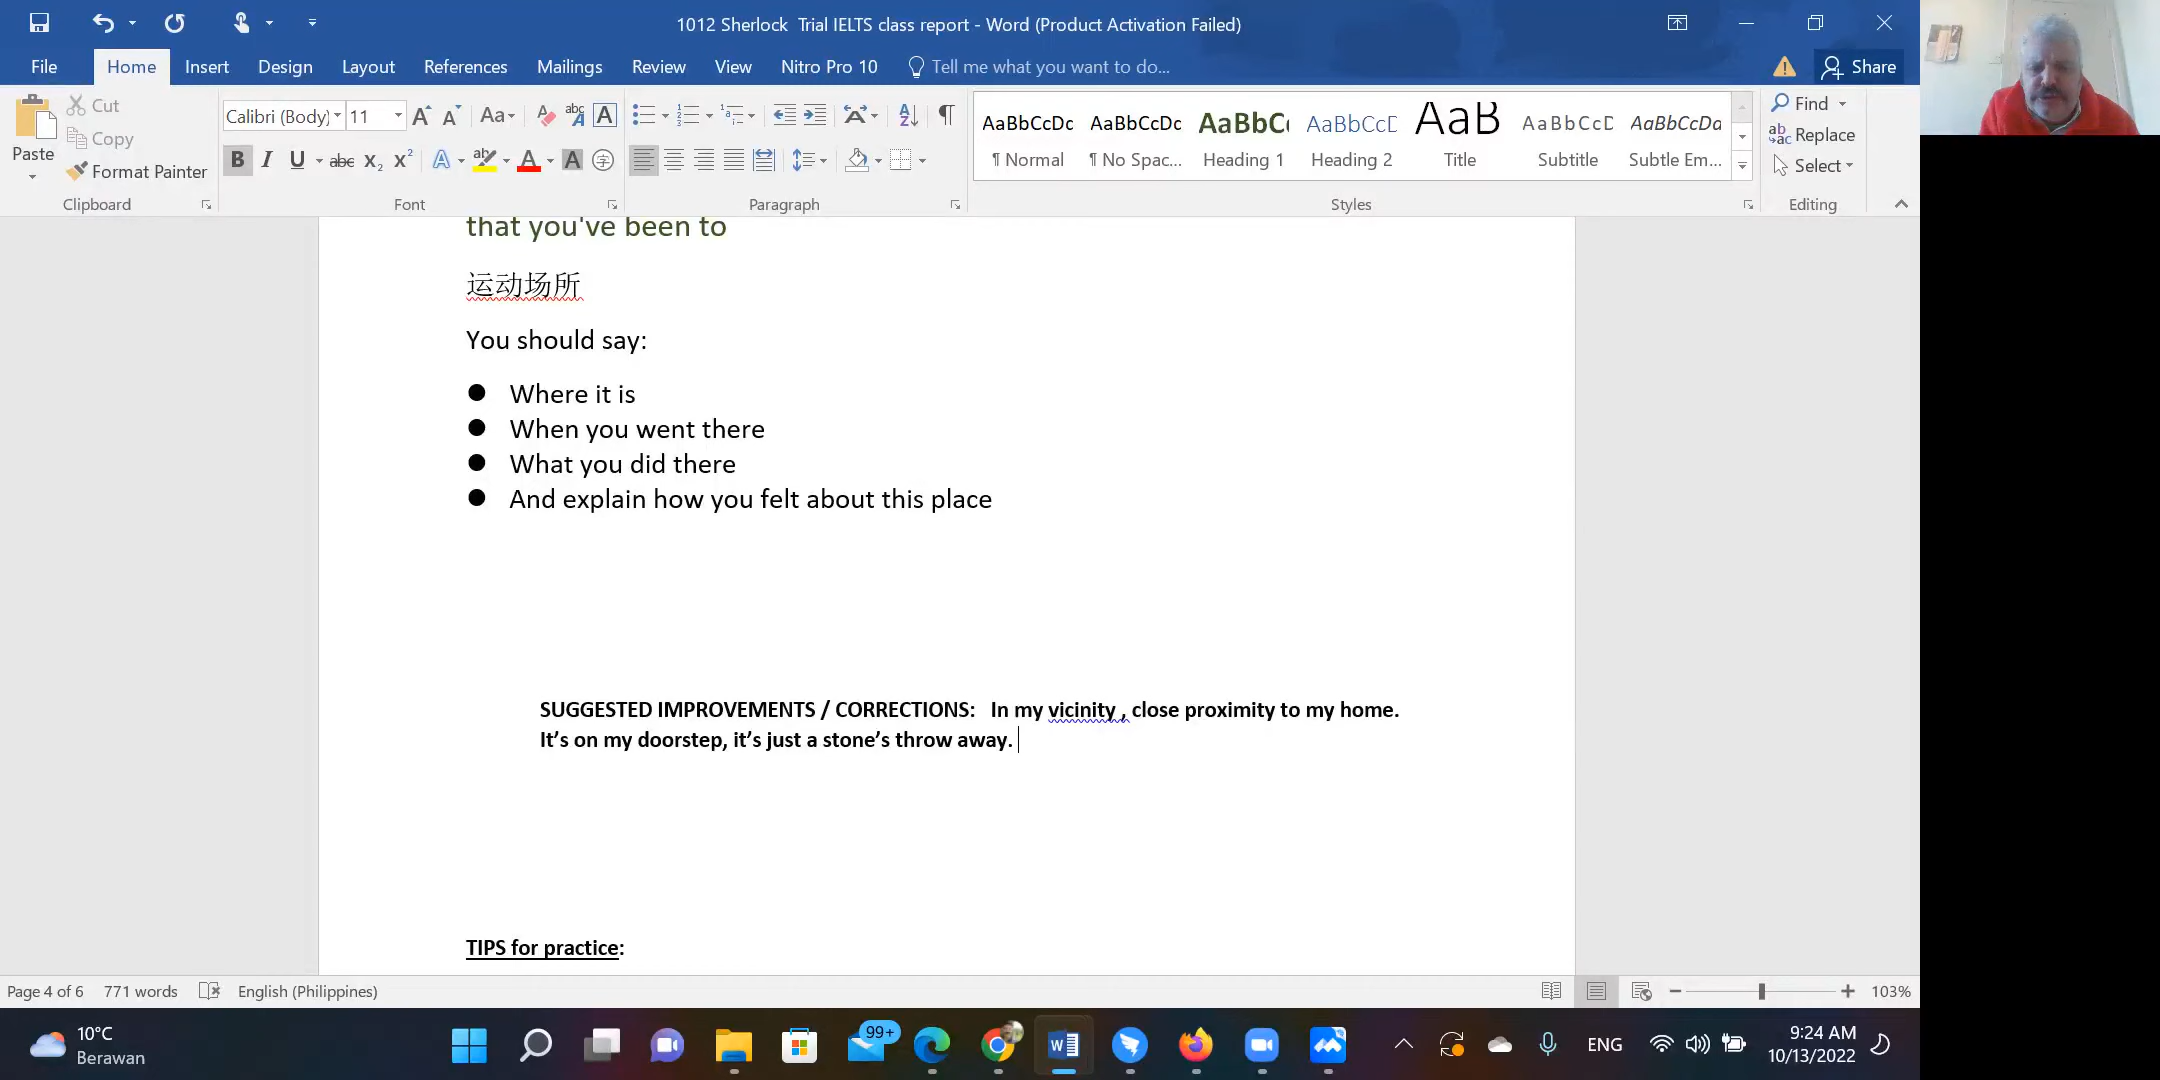 1012 Sherlock  Trial IELTS class report - Word (Product Activation Failed)
File Home Insert Design Layout References Mailings Review View Nitro Pro 10 Tell me what you want to do... Share
Paste
Cut
Copy
Format Painter
Clipboard
Calibri (Body) 11
Font
Paragraph
AaBbCcDc AaBbCcDc AaBbC AaBbCcD AaB AaBbCcD AaBbCcDa
¶ Normal ¶ No Spac... Heading 1 Heading 2 Title Subtitle Subtle Em...
Styles
Find
Replace
Select
Editing
that you've been to
运动场所
You should say:
● Where it is
● When you went there
● What you did there
● And explain how you felt about this place
SUGGESTED IMPROVEMENTS / CORRECTIONS:   In my vicinity , close proximity to my home.
It’s on my doorstep, it’s just a stone’s throw away.
TIPS for practice:
Page 4 of 6 771 words English (Philippines) 103%
10°C
Berawan
99+
ENG
9:24 AM
10/13/2022